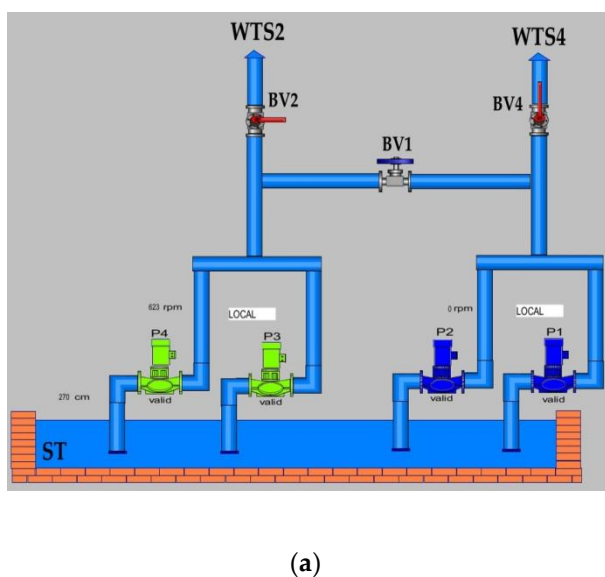 WTS2
WTS4
BV2
BV4
BV1
623 rpm
LOCAL
0 rpm
LOCAL
P4
P3
P2
P1
270 cm
valid
valid
valid
valid
ST
(a)